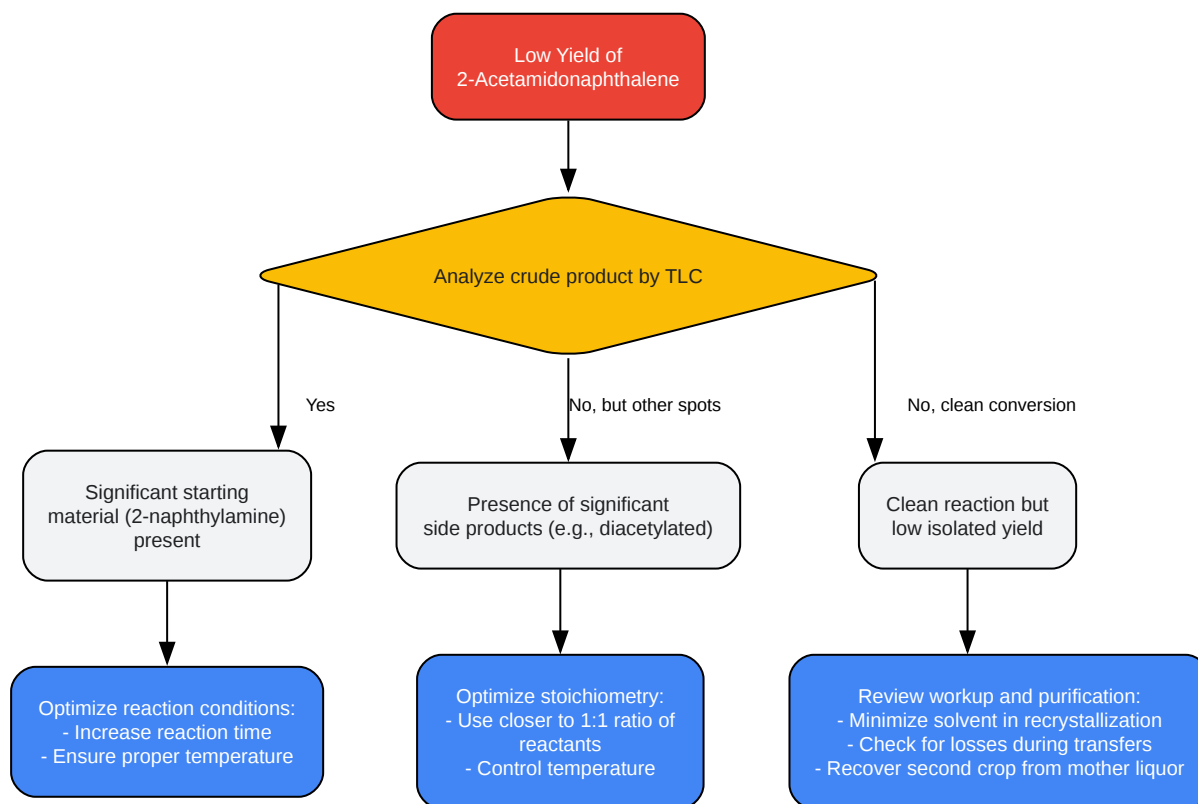 Low Yield of
2-Acetamidonaphthalene
Analyze crude product by TLC
Yes
No, but other spots
No, clean conversion
Significant starting
material (2-naphthylamine)
present
Presence of significant
side products (e.g., diacetylated)
Clean reaction but
low isolated yield
Optimize reaction conditions:
- Increase reaction time
- Ensure proper temperature
Optimize stoichiometry:
- Use closer to 1:1 ratio of
reactants
- Control temperature
Review workup and purification:
- Minimize solvent in recrystallization
- Check for losses during transfers
- Recover second crop from mother liquor